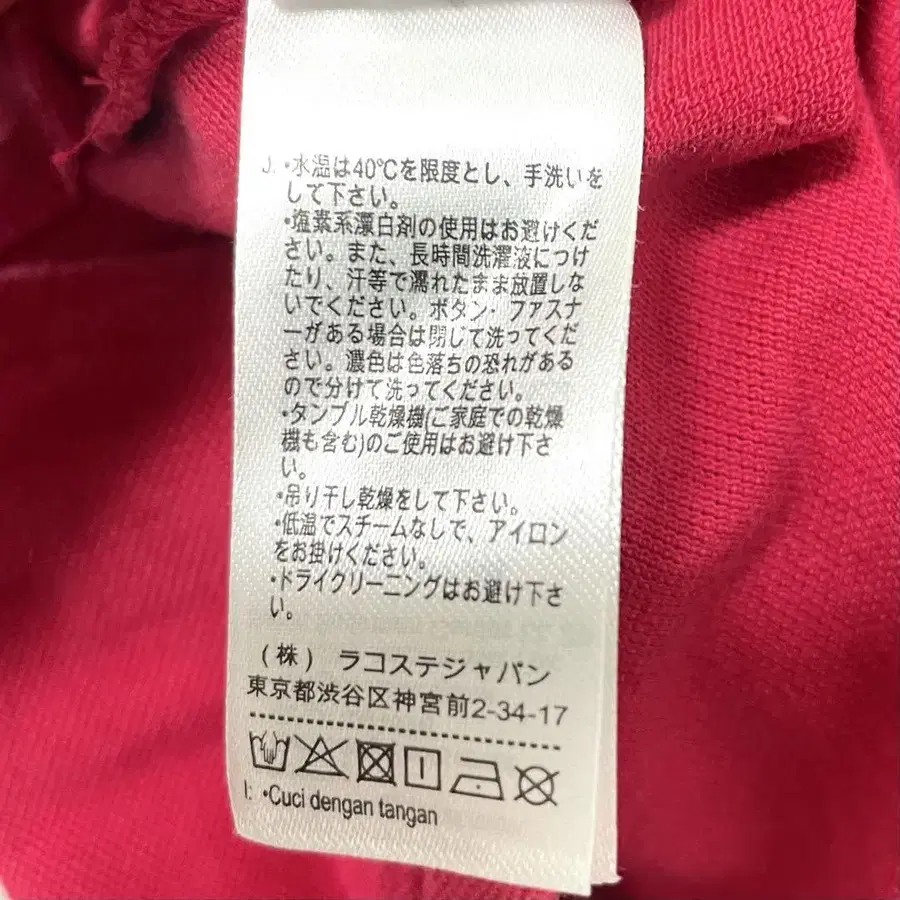 J: •水温は40℃を限度とし、手洗いを
して下さい。
•塩素系漂白剤の使用はお避けくだ
さい。また、長時間洗濯液につけ
たり、汗等で濡れたまま放置しな
いでください。ボタン・ファスナ
ーがある場合は閉じて洗ってくだ
さい。濃色は色落ちの恐れがある
ので分けて洗ってください。
•タンブル乾燥機(ご家庭での乾燥
機も含む)のご使用はお避け下さ
い。
•吊り干し乾燥をして下さい。
•低温でスチームなしで、アイロン
をお掛けください。
•ドライクリーニングはお避け下さ
い。
(株) ラコステジャパン
東京都渋谷区神宮前2-34-17
I: •Cuci dengan tangan